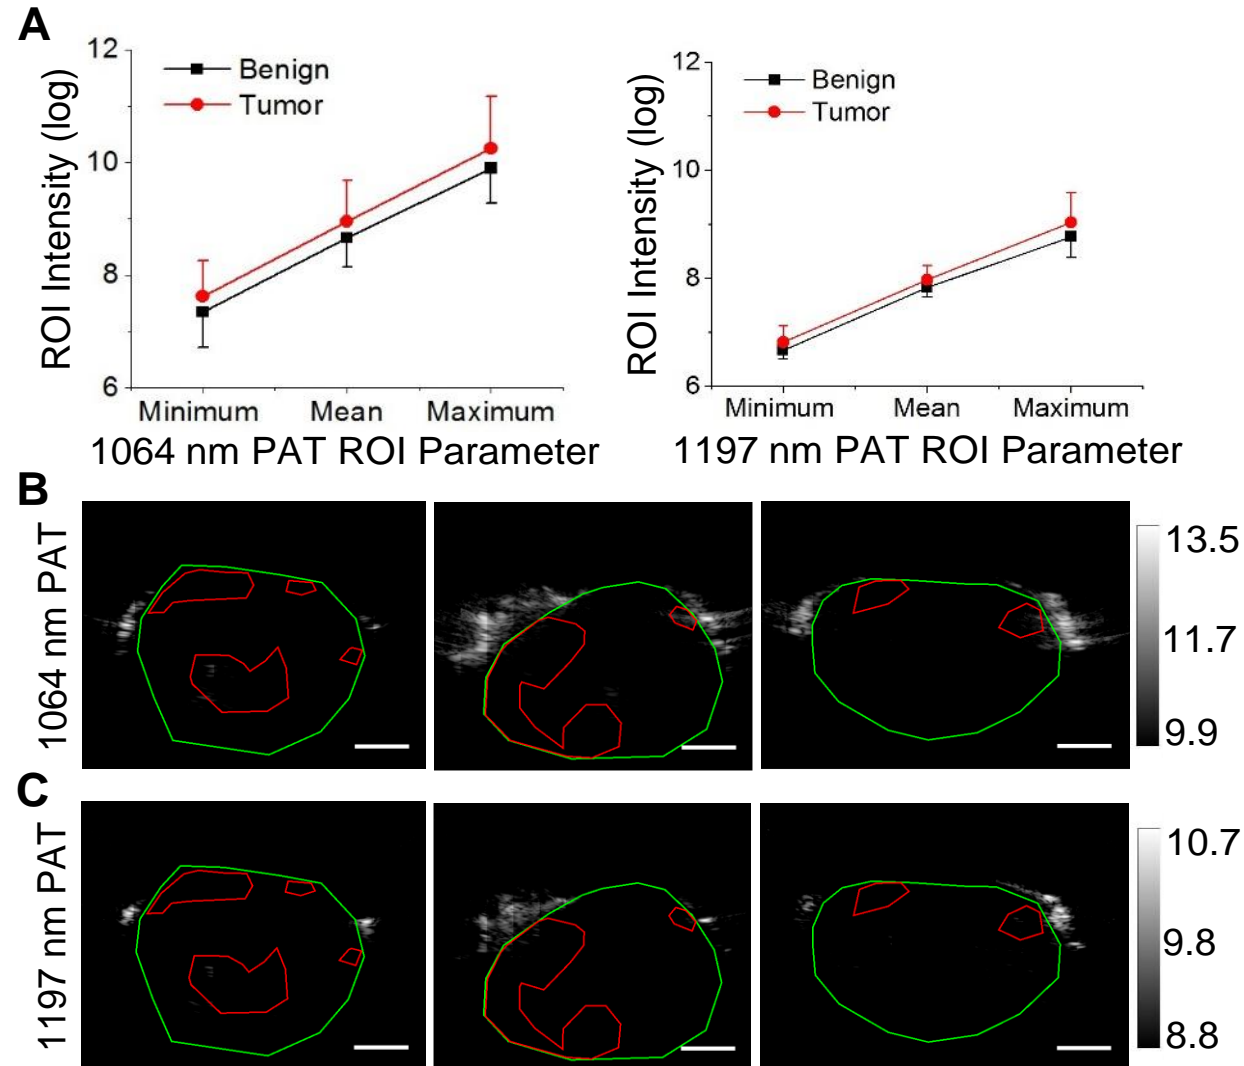 A
12
10
8
6
ROI Intensity (log)
Benign
Tumor
Minimum Mean Maximum
1064 nm PAT ROI Parameter
12
10
8
6
ROI Intensity (log)
Benign
Tumor
Minimum Mean Maximum
1197 nm PAT ROI Parameter
B
1064 nm PAT
13.5
11.7
9.9
C
1197 nm PAT
10.7
9.8
8.8